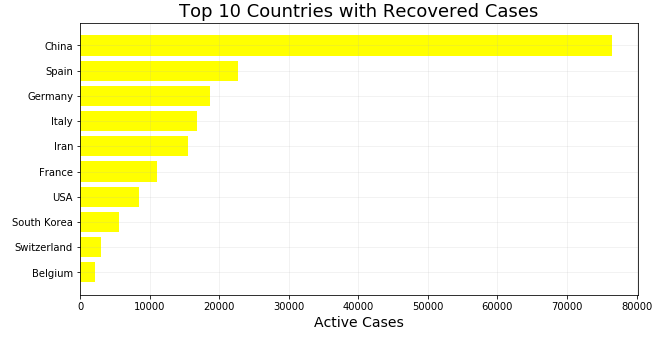 Top 10 Countries with Recovered Cases
China
Spain
Germany
Italy
Iran
France
USA
South Korea
Switzerland
Belgium
0 10000 20000 30000 40000 50000 60000 70000 80000
Active Cases